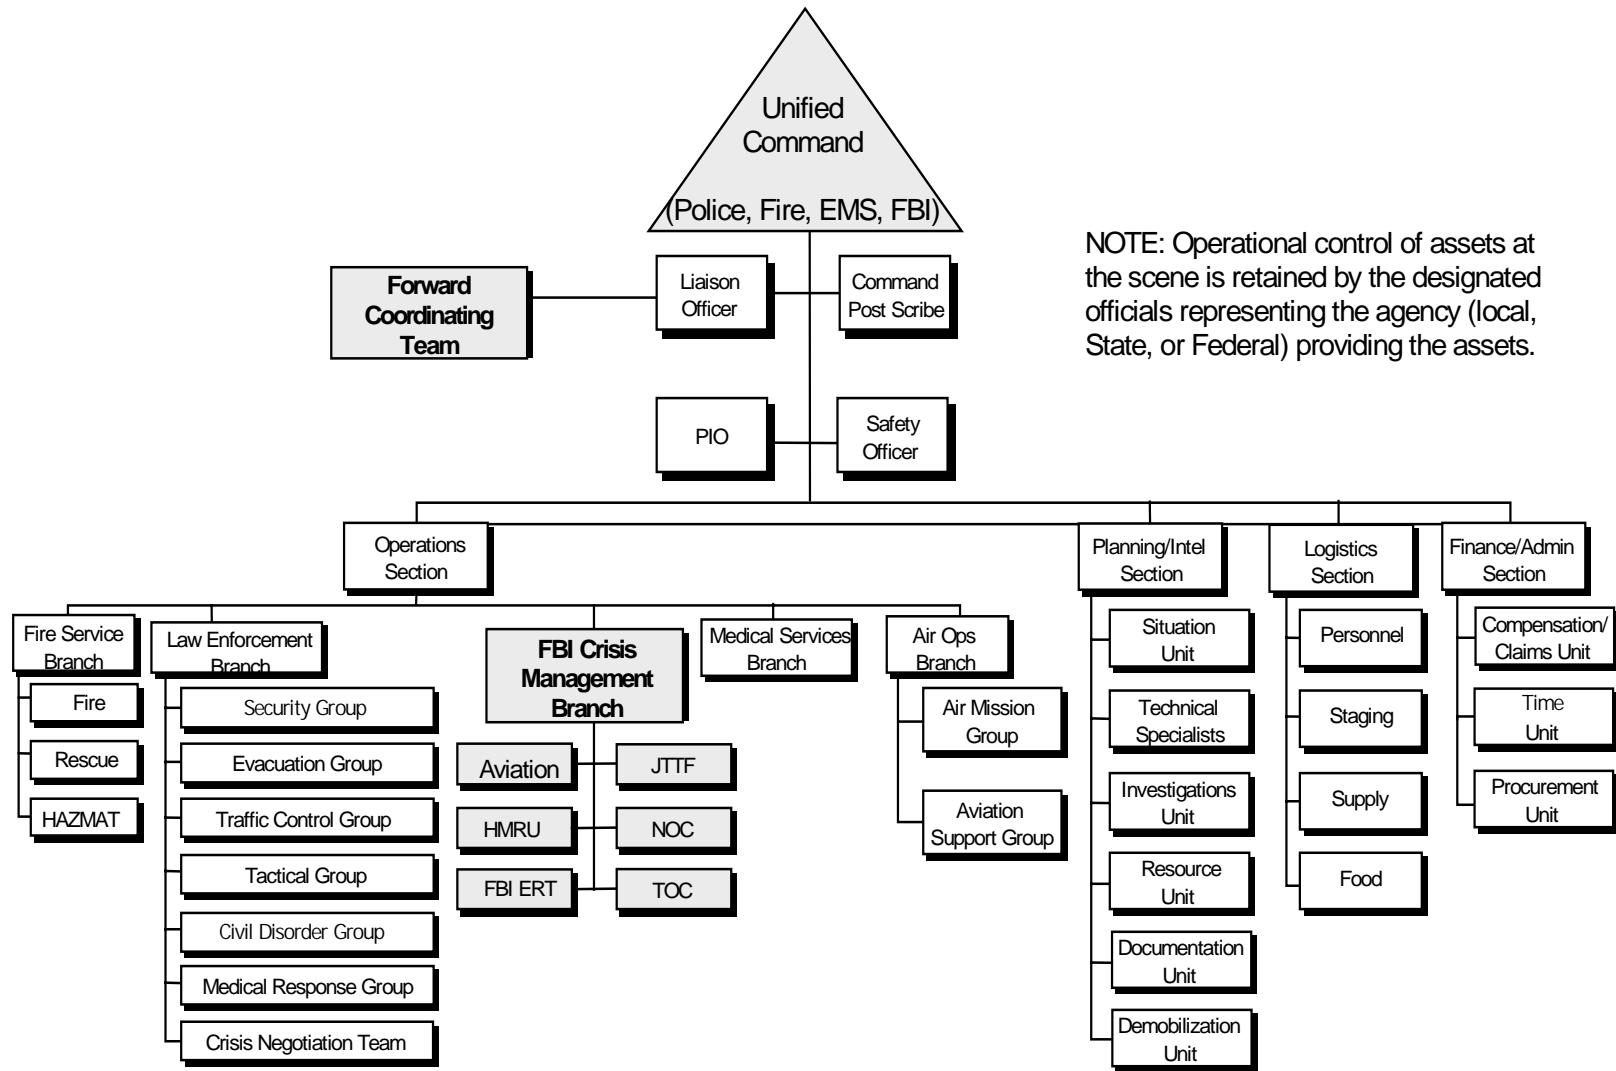 Unified
Command
(Police, Fire, EMS, FBI)
NOTE: Operational control of assets at
the scene is retained by the designated
officials representing the agency (local,
State, or Federal) providing the assets.
Forward
Coordinating
Team
Liaison
Officer
Command
Post Scribe
PIO
Safety
Officer
Operations
Section
Planning/Intel
Section
Logistics
Section
Finance/Admin
Section
Fire Service
Branch
Fire
Rescue
HAZMAT
Law Enforcement
Branch
Security Group
Evacuation Group
Traffic Control Group
Tactical Group
Civil Disorder Group
Medical Response Group
Crisis Negotiation Team
FBI Crisis
Management
Branch
Aviation
JTTF
HMRU
NOC
FBI ERT
TOC
Medical Services
Branch
Air Ops
Branch
Air Mission
Group
Aviation
Support Group
Situation
Unit
Technical
Specialists
Investigations
Unit
Resource
Unit
Documentation
Unit
Demobilization
Unit
Personnel
Staging
Supply
Food
Compensation/
Claims Unit
Time
Unit
Procurement
Unit